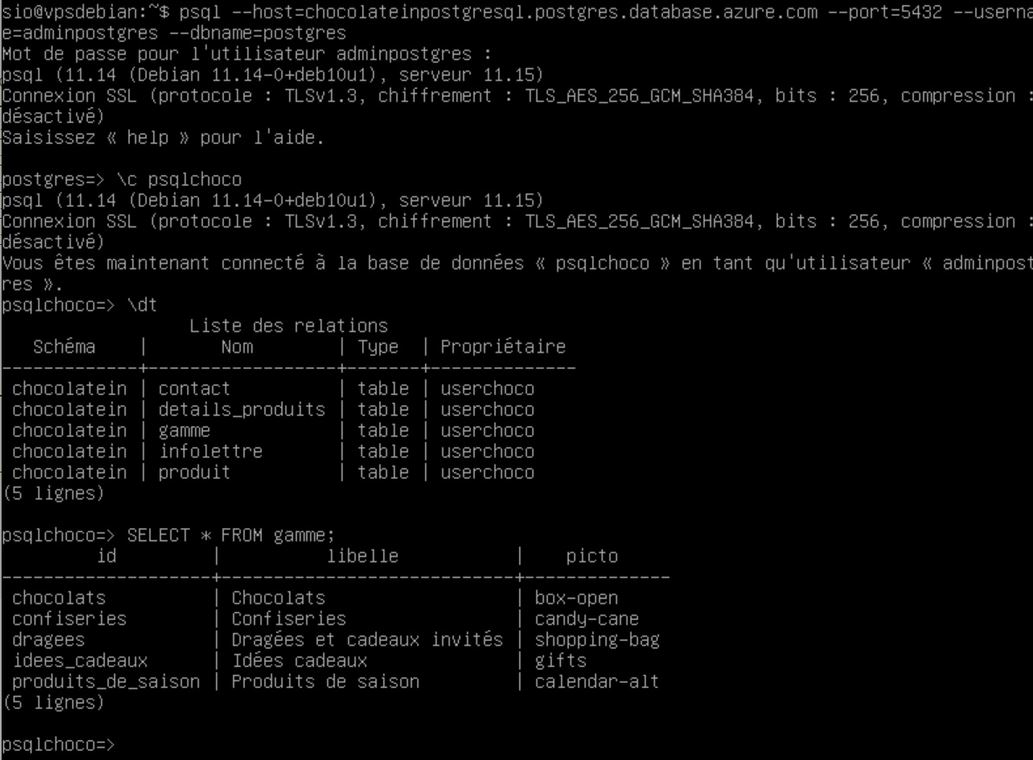 sio@vpsdebian:~$ psql --host=chocolateinpostgresql.postgres.database.azure.com --port=5432 --userna
e=adminpostgres --dbname=postgres
Mot de passe pour l'utilisateur adminpostgres :
psql (11.14 (Debian 11.14-0+deb10u1), serveur 11.15)
Connexion SSL (protocole : TLSv1.3, chiffrement : TLS_AES_256_GCM_SHA384, bits : 256, compression :
désactivé)
Saisissez « help » pour l'aide.
postgres=> \c psqlchoco
psql (11.14 (Debian 11.14-0+deb10u1), serveur 11.15)
Connexion SSL (protocole : TLSv1.3, chiffrement : TLS_AES_256_GCM_SHA384, bits : 256, compression :
désactivé)
Vous êtes maintenant connecté à la base de données « psqlchoco » en tant qu'utilisateur « adminpost
res ».
psqlchoco=> \dt
Liste des relations
Schéma | Nom | Type | Propriétaire
-------------+------------------+-------+--------------
chocolatein | contact | table | userchoco
chocolatein | details_produits | table | userchoco
chocolatein | gamme | table | userchoco
chocolatein | infolettre | table | userchoco
chocolatein | produit | table | userchoco
(5 lignes)
psqlchoco=> SELECT * FROM gamme;
id | libelle | picto
--------------------+----------------------------+--------------
chocolats | Chocolats | box-open
confiseries | Confiseries | candy-cane
dragees | Dragées et cadeaux invités | shopping-bag
idees_cadeaux | Idées cadeaux | gifts
produits_de_saison | Produits de saison | calendar-alt
(5 lignes)
psqlchoco=>